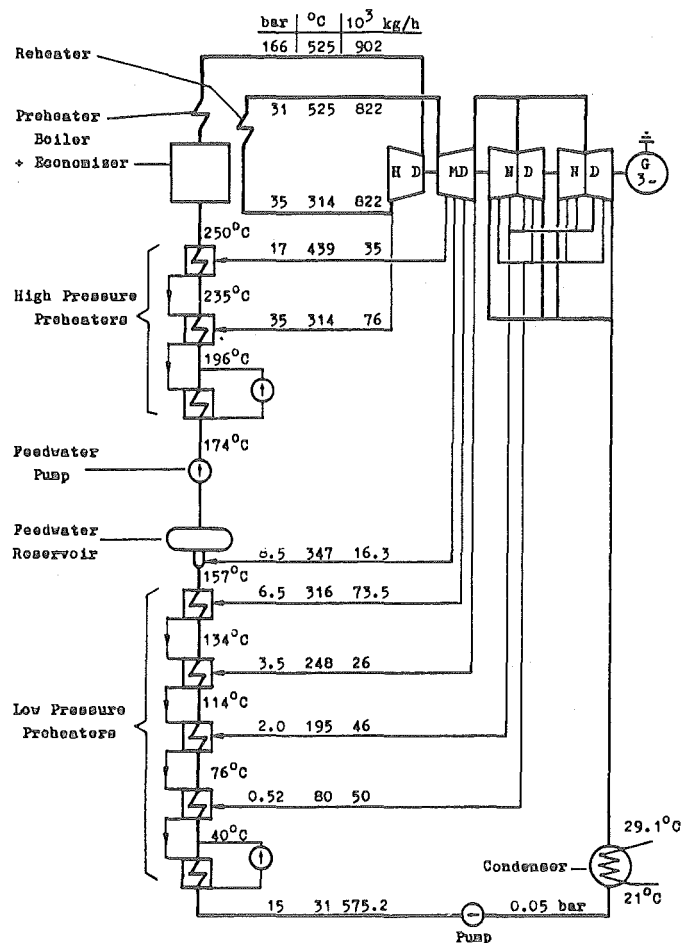 bar °C 10³ kg/h
166 525 902
Reheater
Preheater
Boiler
+ Economizer
31 525 822
H D
MD
N D
N D
G
3~
35 314 822
250°C
17 439 35
High Pressure
Preheaters
235°C
35 314 76
196°C
174°C
Feedwater
Pump
Feedwater
Reservoir
8.5 347 16.3
157°C
6.5 316 73.5
134°C
3.5 248 26
Low Pressure
Preheaters
114°C
2.0 195 46
76°C
0.52 80 50
40°C
29.1°C
Condensor
21°C
15 31 575.2
0.05 bar
Pump